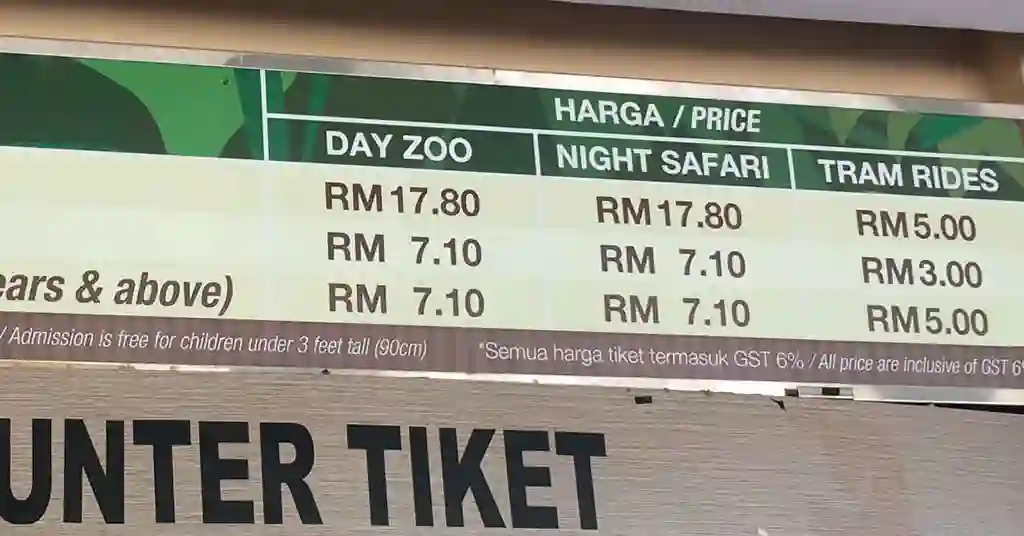 HARGA / PRICE
DAY ZOO NIGHT SAFARI TRAM RIDES
RM 17.80 RM 17.80 RM 5.00
RM 7.10 RM 7.10 RM 3.00
ears & above) RM 7.10 RM 7.10 RM 5.00
/ Admission is free for children under 3 feet tall (90cm) *Semua harga tiket termasuk GST 6% / All price are inclusive of GST 6%
UNTER TIKET